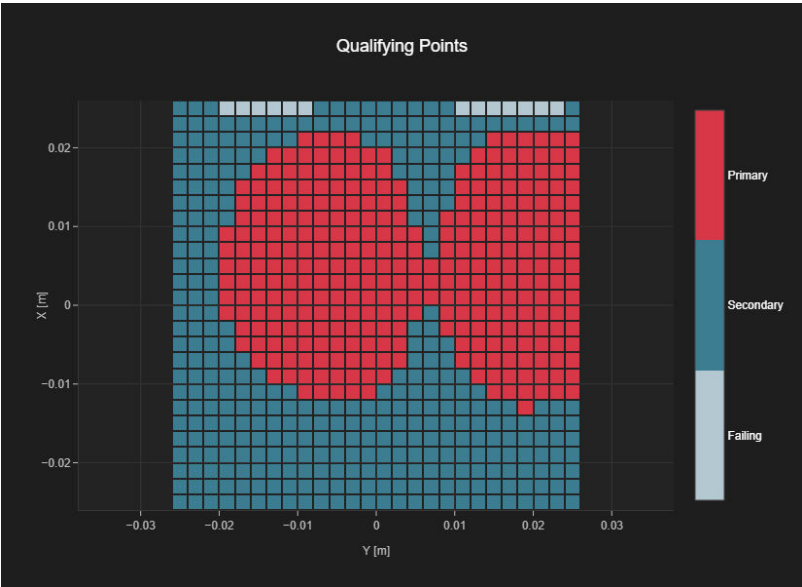 Qualifying Points
0.02
0.01
0
−0.01
−0.02
X [m]
−0.03
−0.02
−0.01
0
0.01
0.02
0.03
Y [m]
Primary
Secondary
Failing